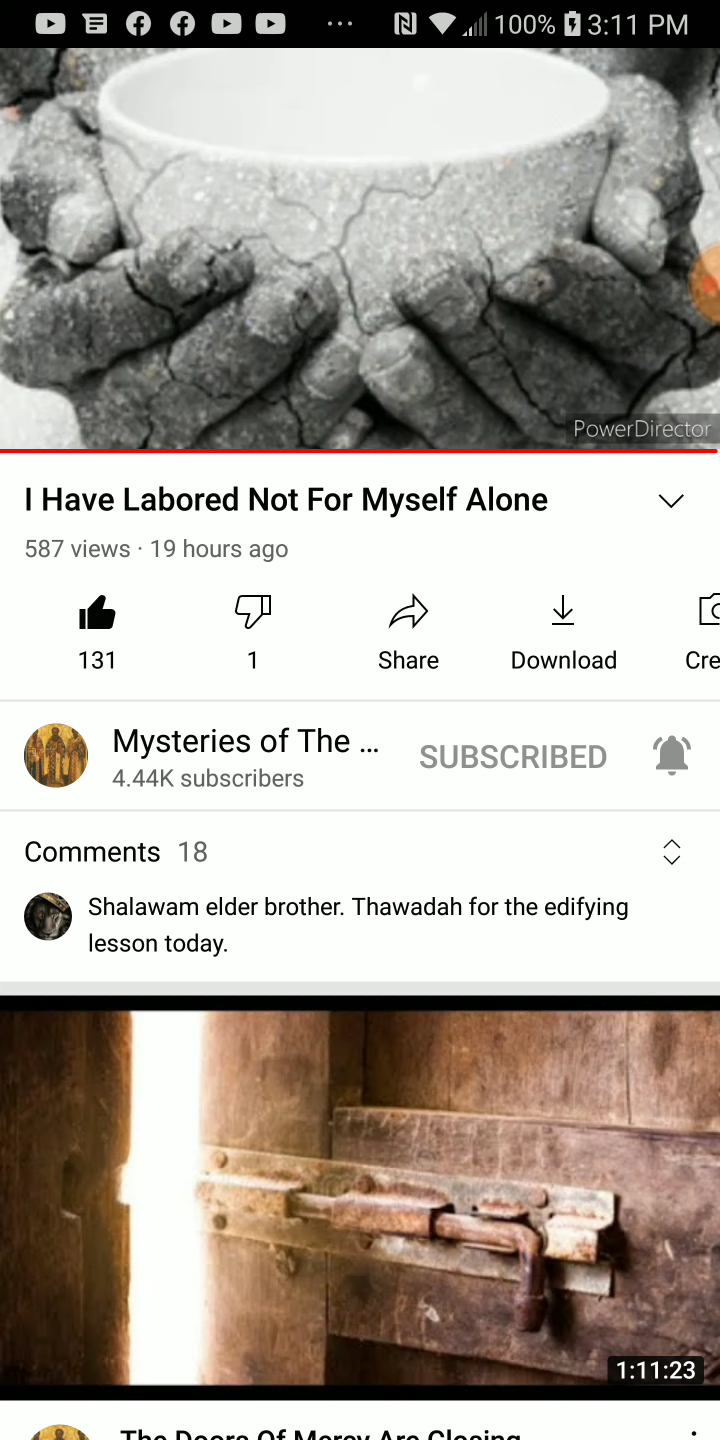 100% 3:11 PM
PowerDirector
I Have Labored Not For Myself Alone
587 views · 19 hours ago
131 1 Share Download Cre
Mysteries of The ... SUBSCRIBED
4.44K subscribers
Comments 18
Shalawam elder brother. Thawadah for the edifying
lesson today.
1:11:23
The Doors Of Mercy Are Closing